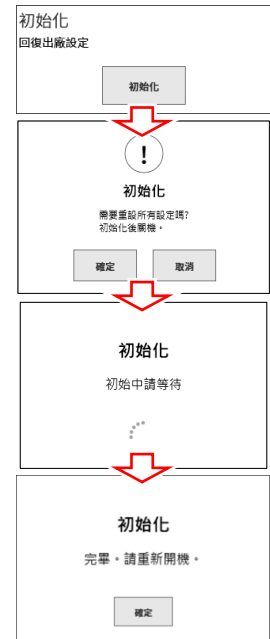 初始化
回復出廠設定
初始化
!
初始化
需要重設所有設定嗎?
初始化後關機。
確定
取消
初始化
初始中請等待
初始化
完畢。請重新開機。
確定